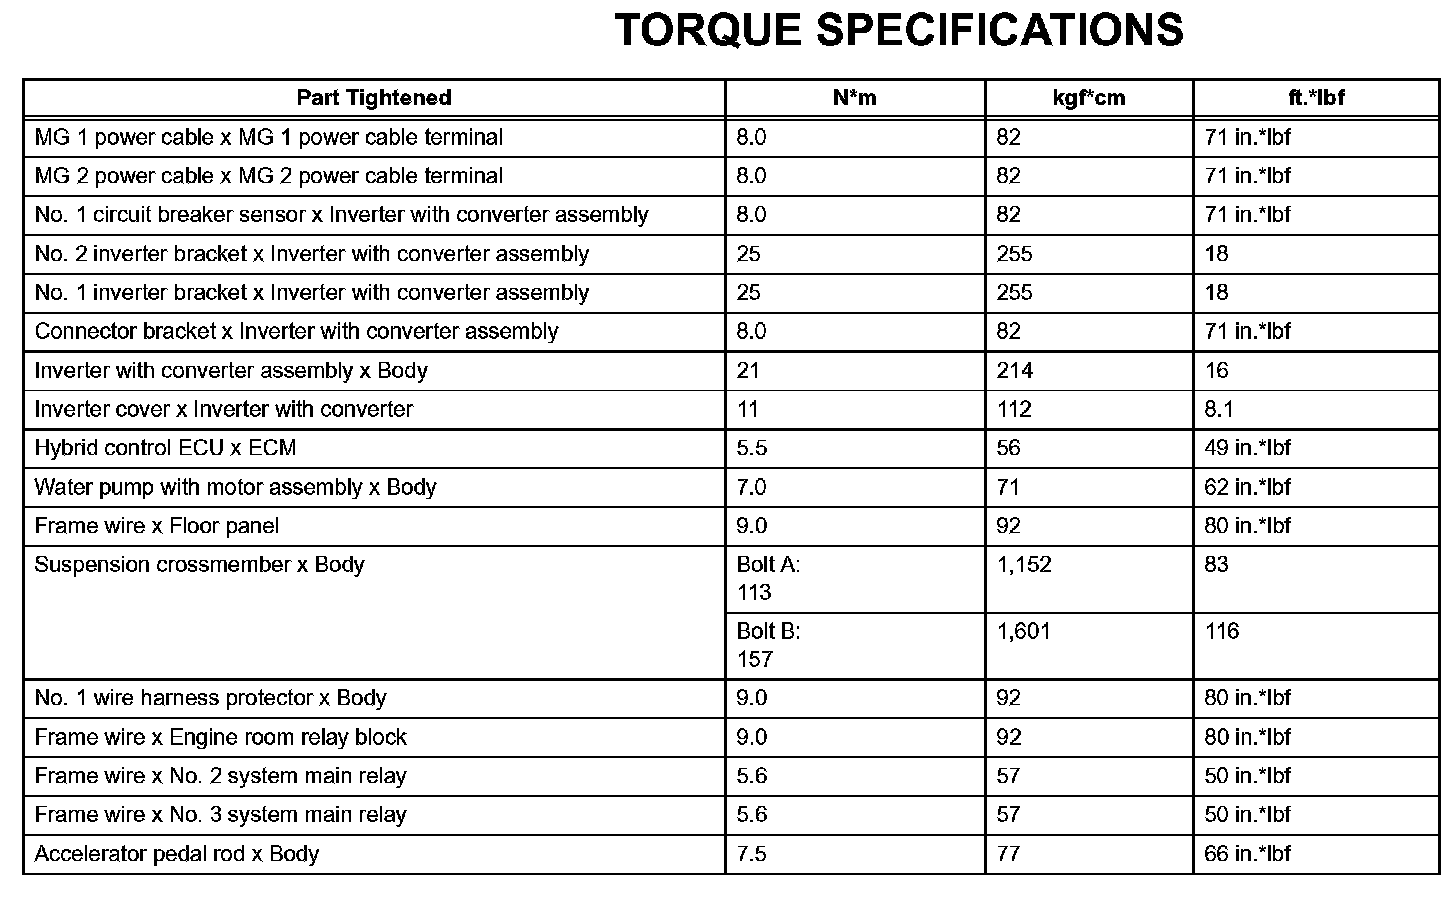 TORQUE SPECIFICATIONS
Part Tightened N*m kgf*cm ft.*lbf
MG 1 power cable x MG 1 power cable terminal 8.0 82 71 in.*lbf
MG 2 power cable x MG 2 power cable terminal 8.0 82 71 in.*lbf
No. 1 circuit breaker sensor x Inverter with converter assembly 8.0 82 71 in.*lbf
No. 2 inverter bracket x Inverter with converter assembly 25 255 18
No. 1 inverter bracket x Inverter with converter assembly 25 255 18
Connector bracket x Inverter with converter assembly 8.0 82 71 in.*lbf
Inverter with converter assembly x Body 21 214 16
Inverter cover x Inverter with converter 11 112 8.1
Hybrid control ECU x ECM 5.5 56 49 in.*lbf
Water pump with motor assembly x Body 7.0 71 62 in.*lbf
Frame wire x Floor panel 9.0 92 80 in.*lbf
Suspension crossmember x Body Bolt A: 1,152 83
113
Bolt B: 1,601 116
157
No. 1 wire harness protector x Body 9.0 92 80 in.*lbf
Frame wire x Engine room relay block 9.0 92 80 in.*lbf
Frame wire x No. 2 system main relay 5.6 57 50 in.*lbf
Frame wire x No. 3 system main relay 5.6 57 50 in.*lbf
Accelerator pedal rod x Body 7.5 77 66 in.*lbf